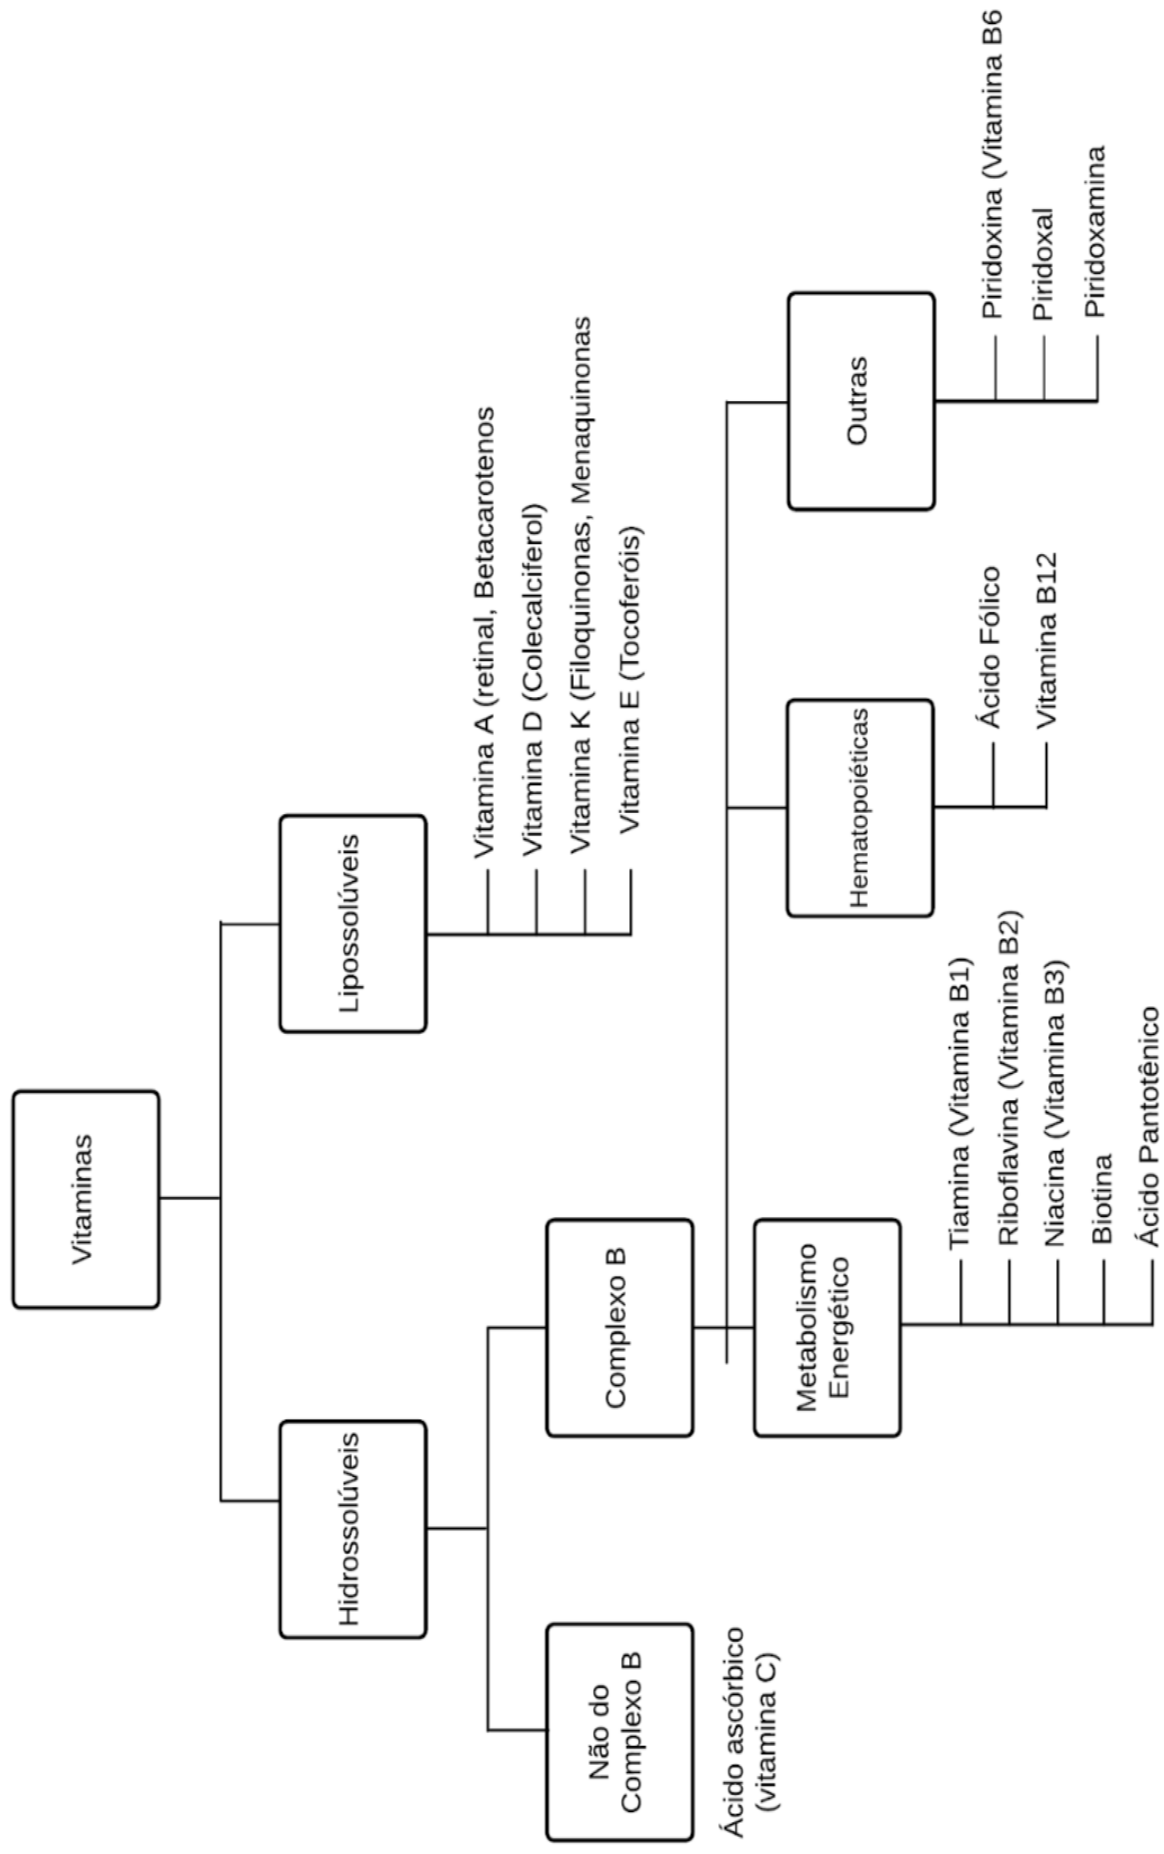 Vitaminas
Hidrossolúveis
Lipossolúveis
Vitamina A (retinal, Betacarotenos
Vitamina D (Colecalciferol)
Vitamina K (Filoquinonas, Menaquinonas
Vitamina E (Tocoferóis)
Não do
Complexo B
Complexo B
Ácido ascórbico
(vitamina C)
Metabolismo
Energético
Hematopoiéticas
Outras
Tiamina (Vitamina B1)
Riboflavina (Vitamina B2)
Niacina (Vitamina B3)
Biotina
Ácido Pantotênico
Ácido Fólico
Vitamina B12
Piridoxina (Vitamina B6
Piridoxal
Piridoxamina